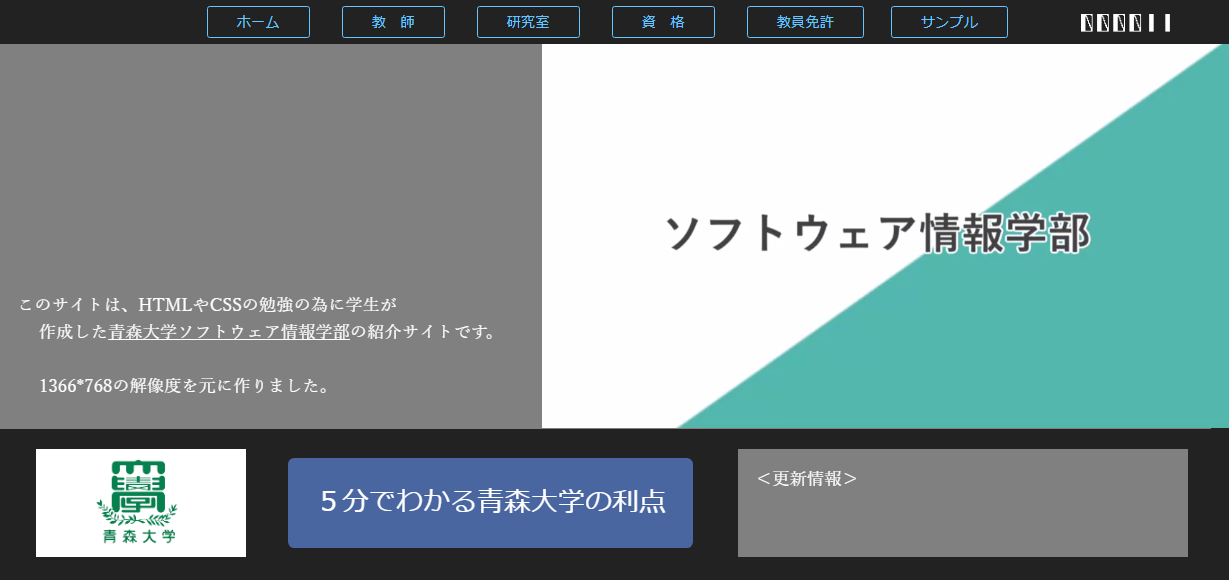 ホーム 教　師 研究室 資　格 教員免許 サンプル
ソフトウェア情報学部
このサイトは、HTMLやCSSの勉強の為に学生が
作成した青森大学ソフトウェア情報学部の紹介サイトです。
1366*768の解像度を元に作りました。
青森大学
５分でわかる青森大学の利点
＜更新情報＞